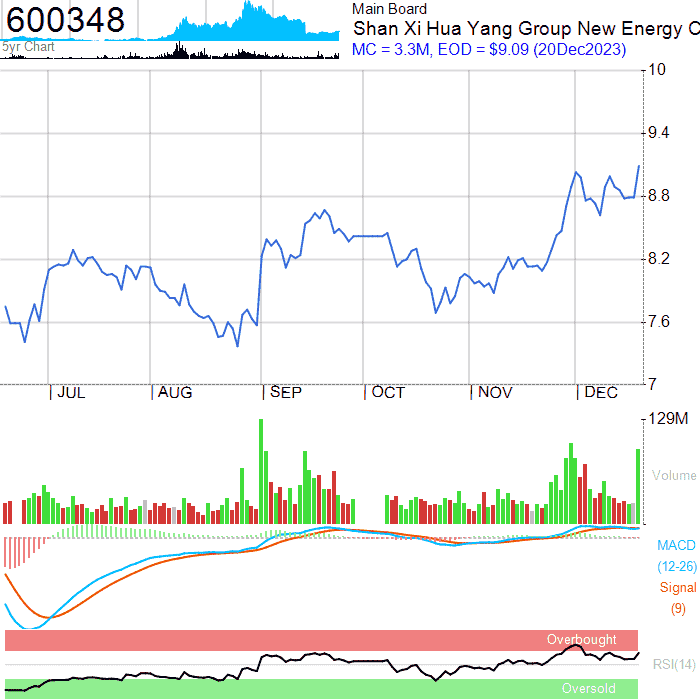 600348
5yr Chart
Main Board
Shan Xi Hua Yang Group New Energy C
MC = 3.3M, EOD = $9.09 (20Dec2023)
10
9.4
8.8
8.2
7.6
7
JUL AUG SEP OCT NOV DEC
129M
Volume
MACD
(12-26)
Signal
(9)
Overbought
RSI(14)
Oversold